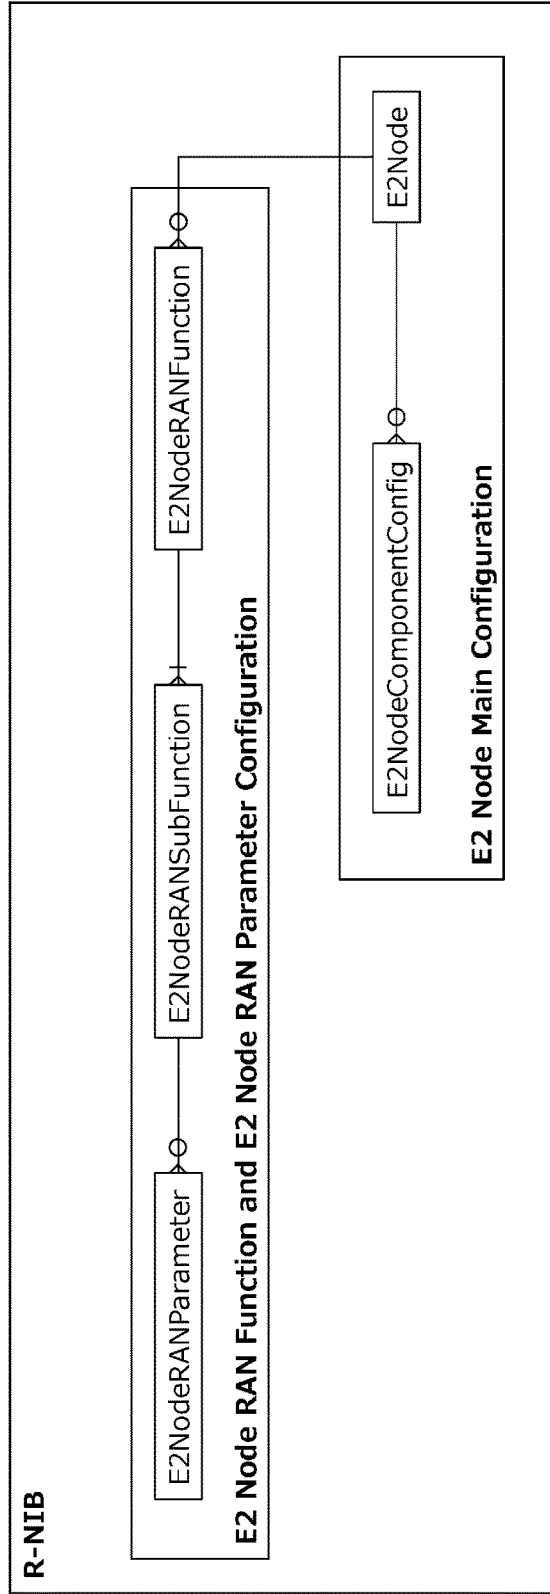 R-NIB
E2NodeRANParameter
E2NodeRANSubFunction
E2NodeRANFunction
E2 Node RAN Function and E2 Node RAN Parameter Configuration
E2NodeComponentConfig
E2Node
E2 Node Main Configuration